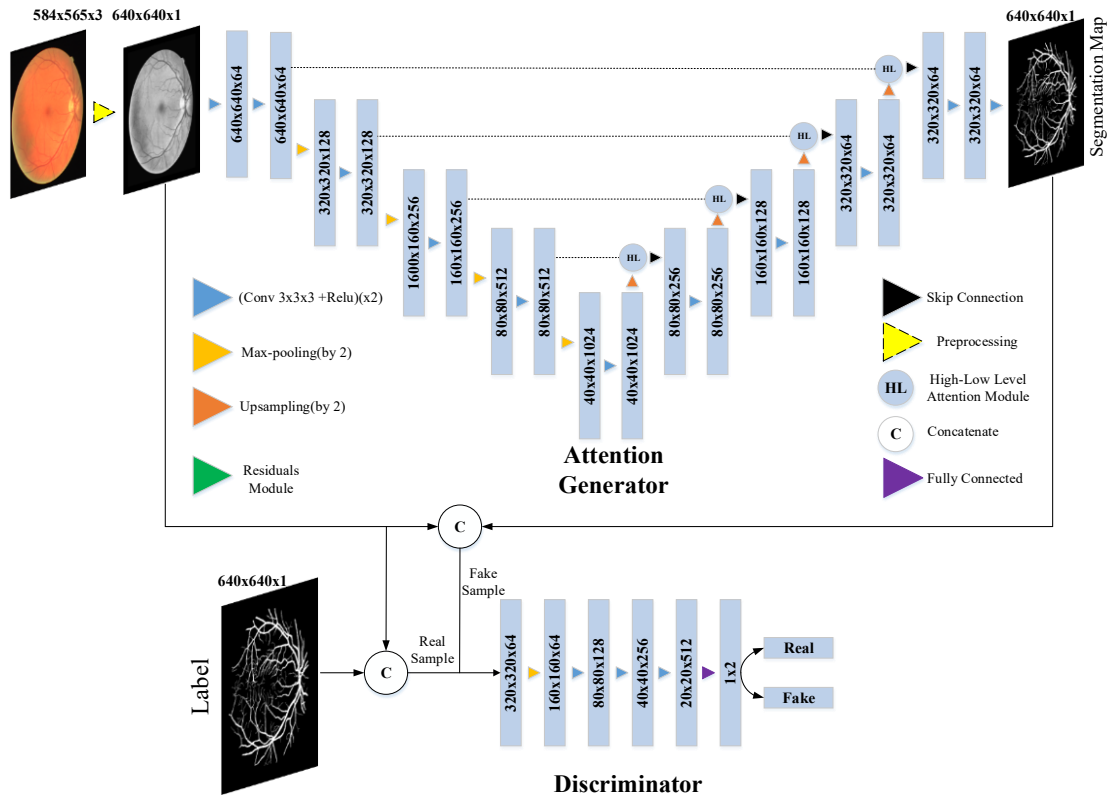 584x565x3
640x640x1
640x640x64
640x640x64
320x320x128
320x320x128
1600x160x256
160x160x256
80x80x512
80x80x512
40x40x1024
40x40x1024
HL
80x80x256
80x80x256
HL
160x160x128
160x160x128
HL
320x320x64
320x320x64
HL
320x320x64
320x320x64
640x640x1
Segmentation Map
(Conv 3x3x3 +Relu)(x2)
Max-pooling(by 2)
Upsampling(by 2)
Residuals
Module
Attention
Generator
Skip Connection
Preprocessing
HL
High-Low Level
Attention Module
C
Concatenate
Fully Connected
C
Fake
Sample
640x640x1
Label
C
Real
Sample
320x320x64
160x160x64
80x80x128
40x40x256
20x20x512
1x2
Real
Fake
Discriminator